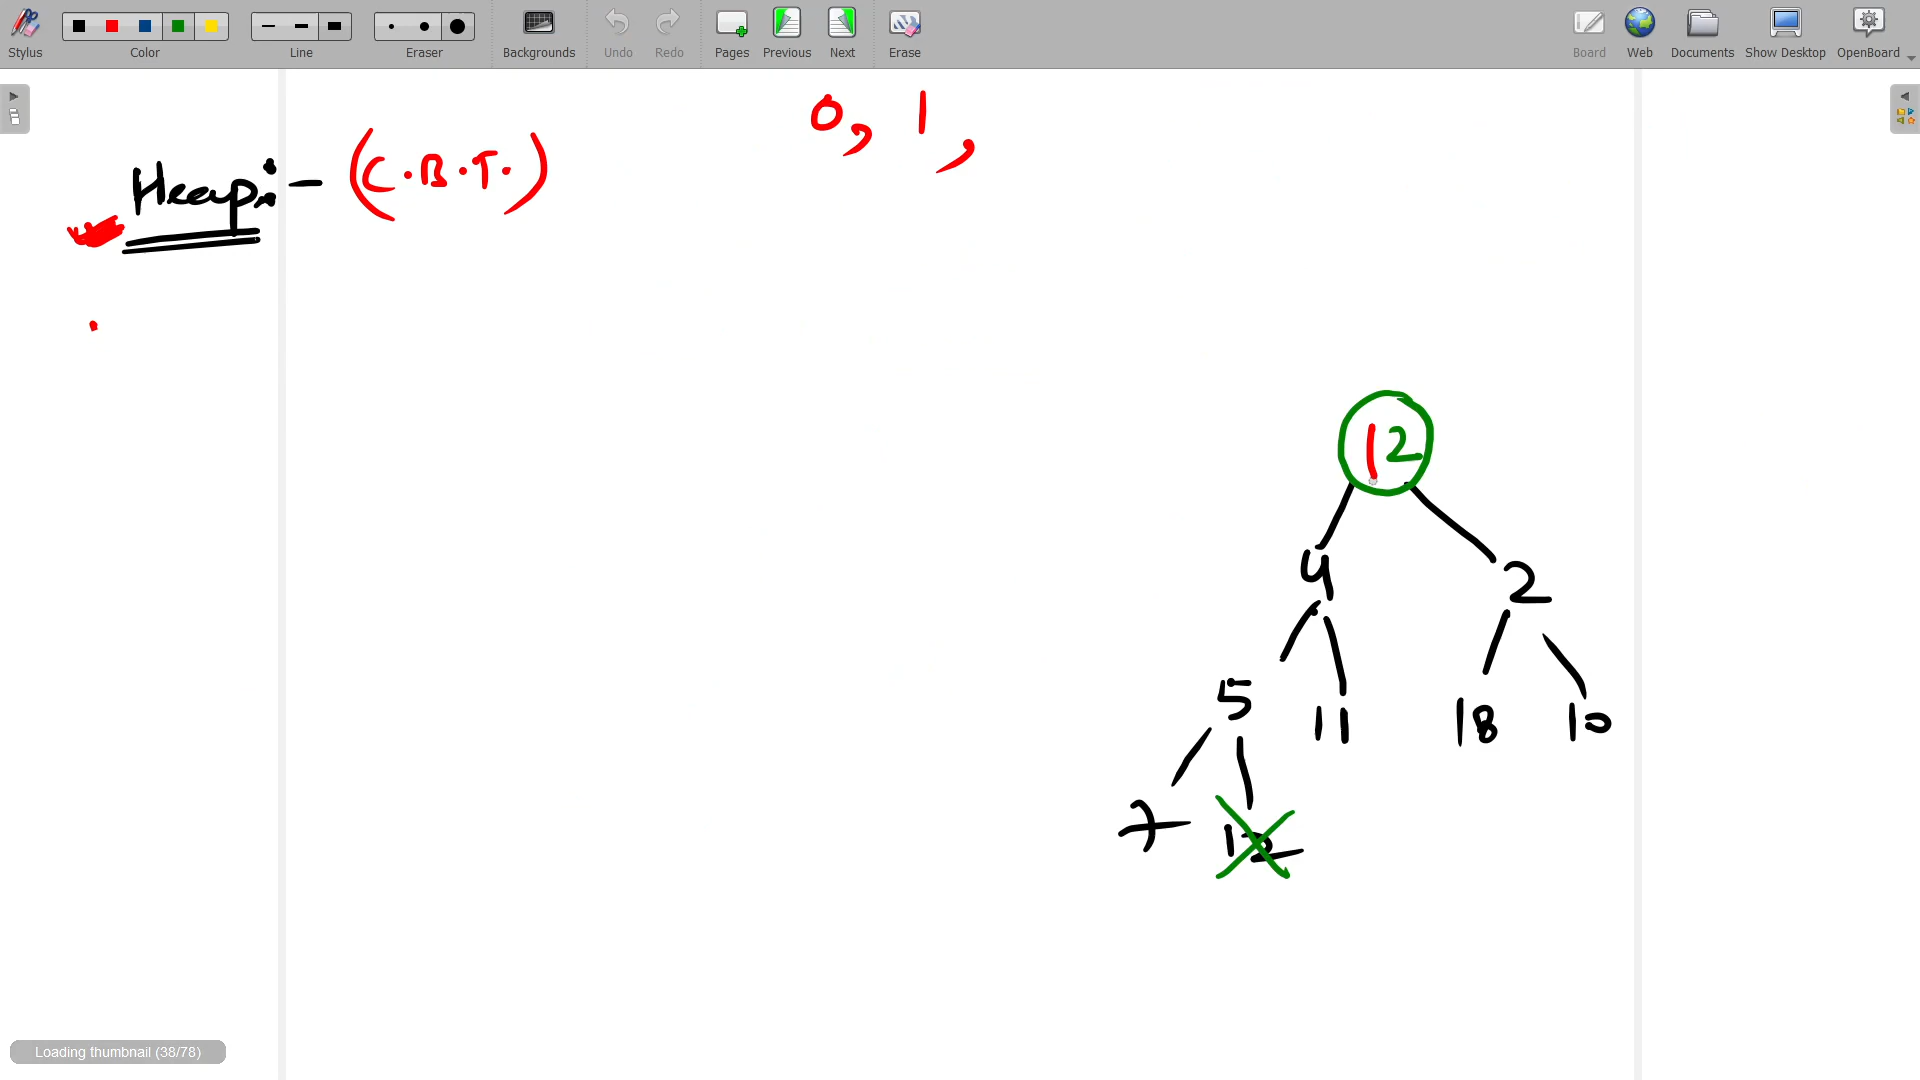 Stylus Color Line Eraser Backgrounds Undo Redo Pages Previous Next Erase Board Web Documents Show Desktop OpenBoard
0, 1,
Heap:- (C.B.T.)
12
4 2
5 11 18 10
7 12
Loading thumbnail (38/78)